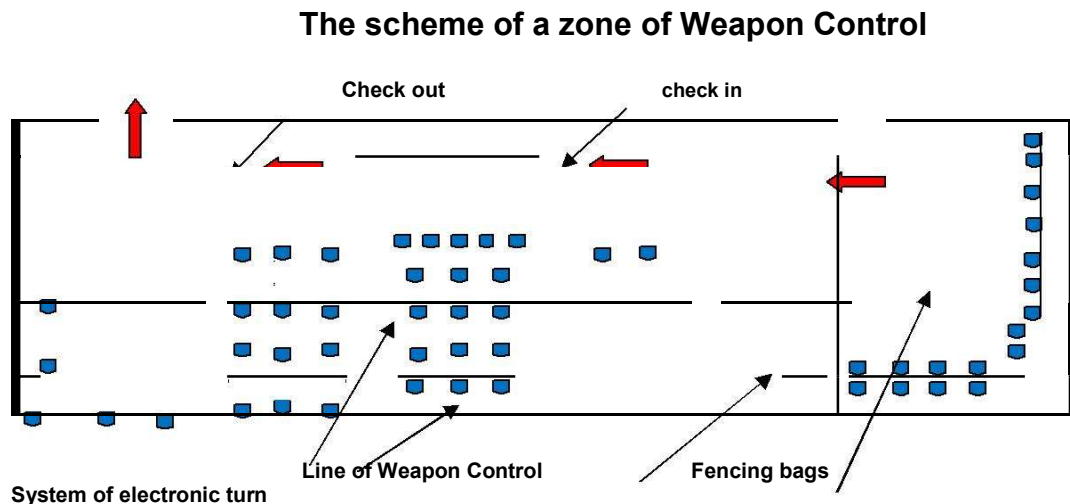 The scheme of a zone of Weapon Control
Check out
check in
Line of Weapon Control
Fencing bags
System of electronic turn